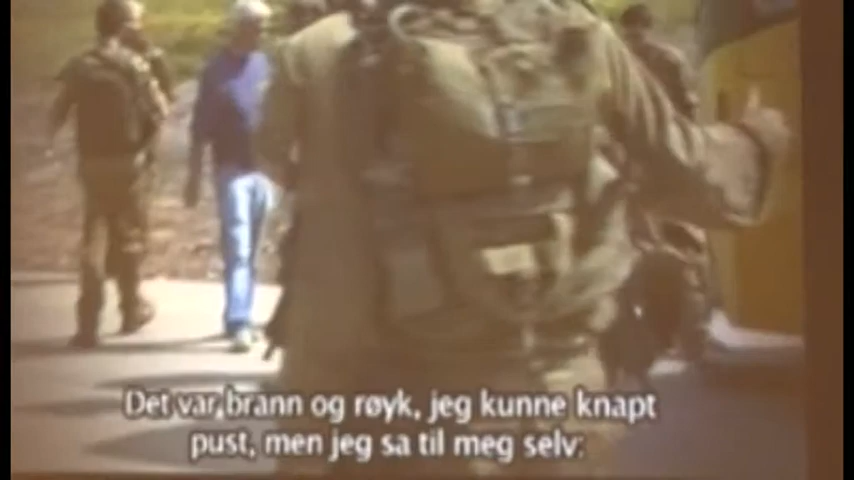 Det var brann og røyk, jeg kunne knapt
pust, men jeg sa til meg selv: